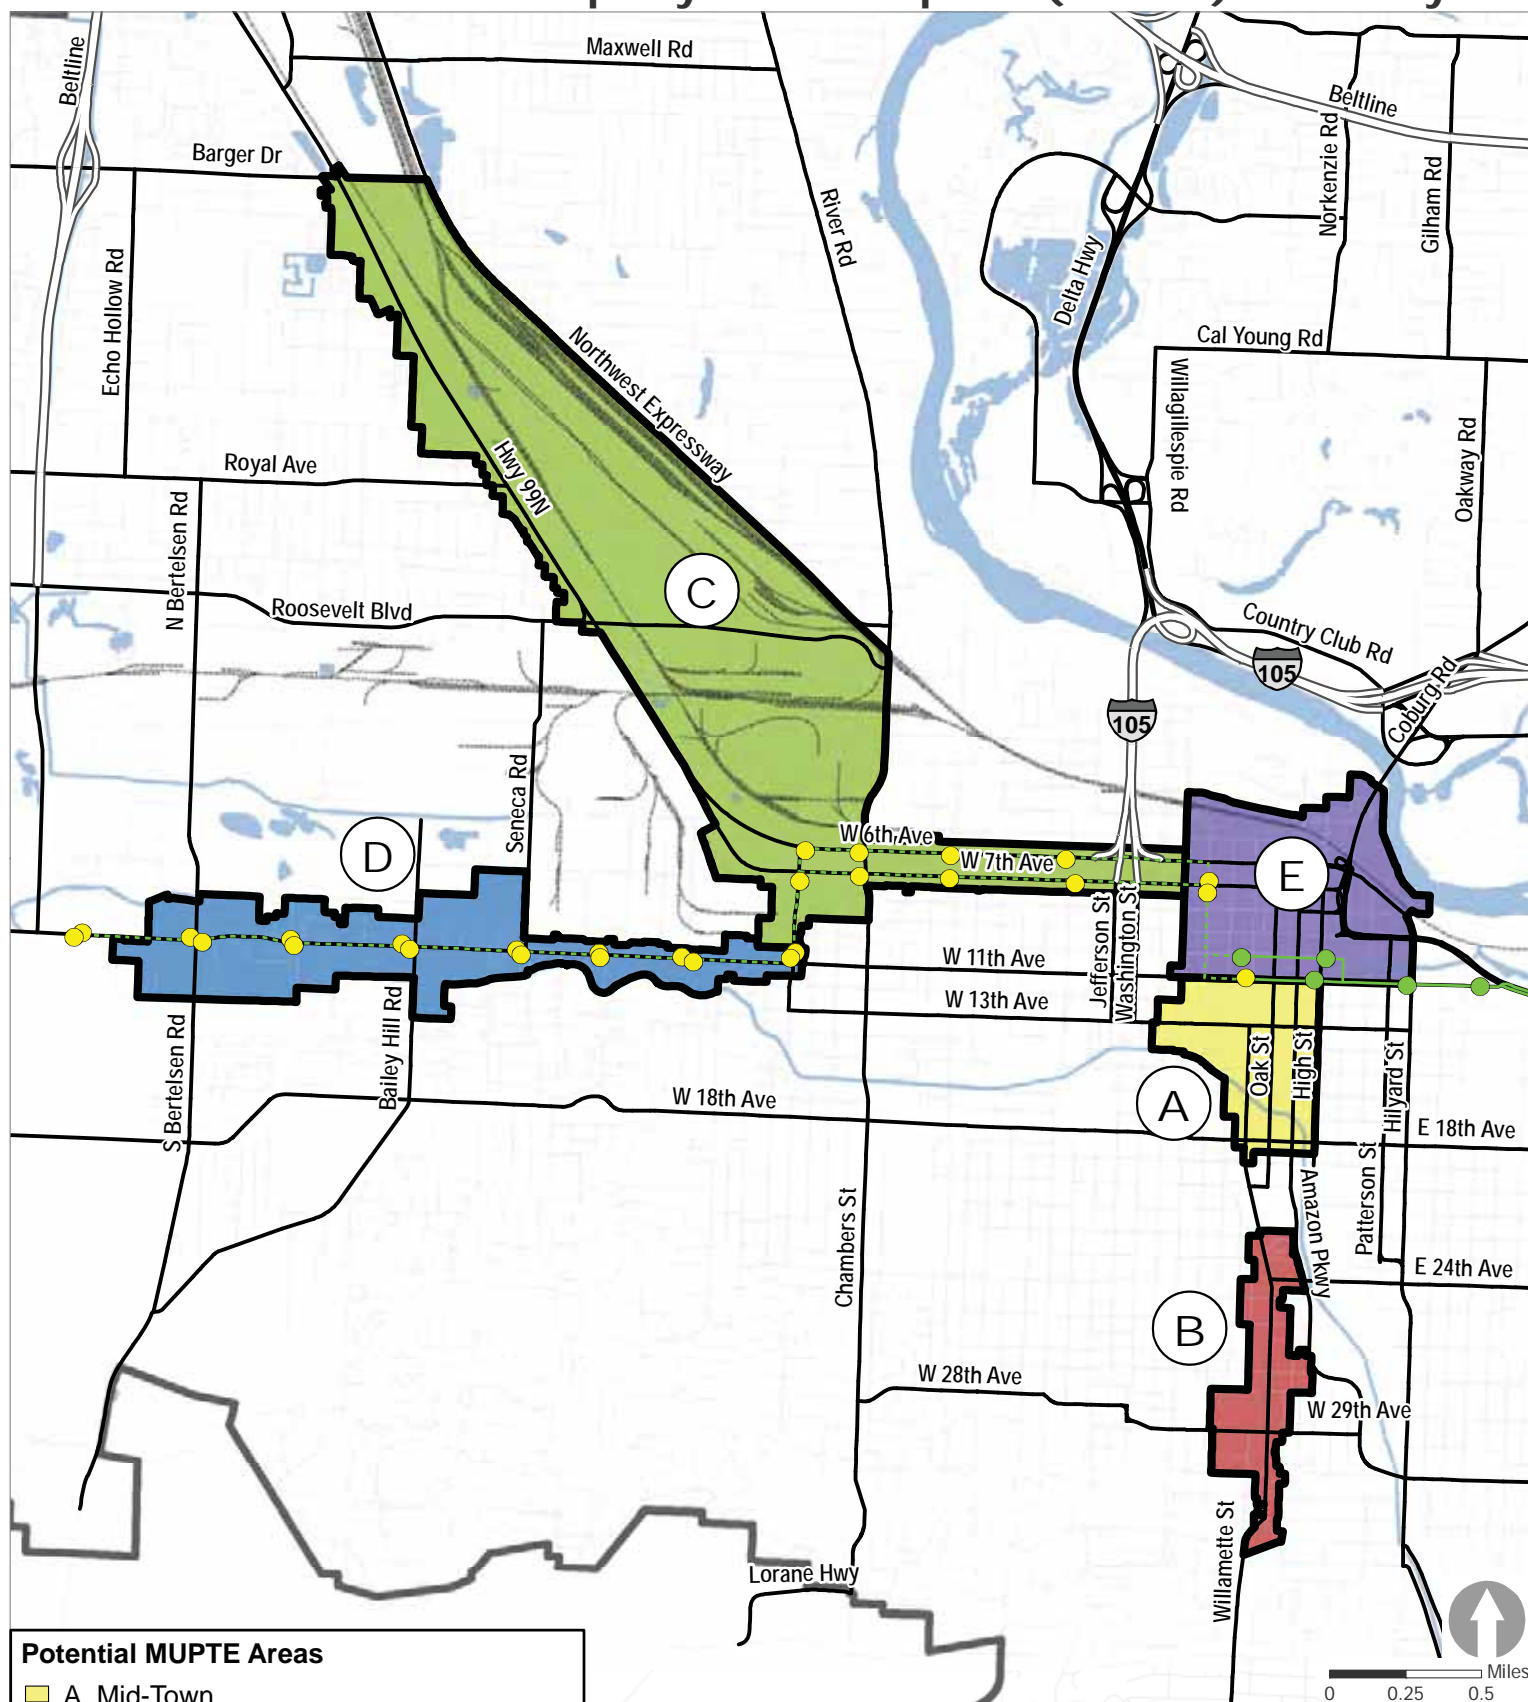 Maxwell Rd
Beltline
Beltline
Barger Dr
Norkenzie Rd
Gilham Rd
River Rd
Echo Hollow Rd
Delta Hwy
Cal Young Rd
Northwest Expressway
Willagillespie Rd
Royal Ave
Hwy 99N
Oakway Rd
N Bertelsen Rd
C
Roosevelt Blvd
Country Club Rd
105
Coburg Rd
105
Seneca Rd
W 6th Ave
D
W 7th Ave
E
Jefferson St
Washington St
W 11th Ave
W 13th Ave
S Bertelsen Rd
Bailey Hill Rd
Oak St
High St
Hilyard St
W 18th Ave
A
E 18th Ave
Patterson St
Amazon Pkwy
Chambers St
E 24th Ave
B
W 28th Ave
W 29th Ave
Willamette St
Lorane Hwy
Potential MUPTE Areas
A Mid-Town
Miles
0 0.25 0.5